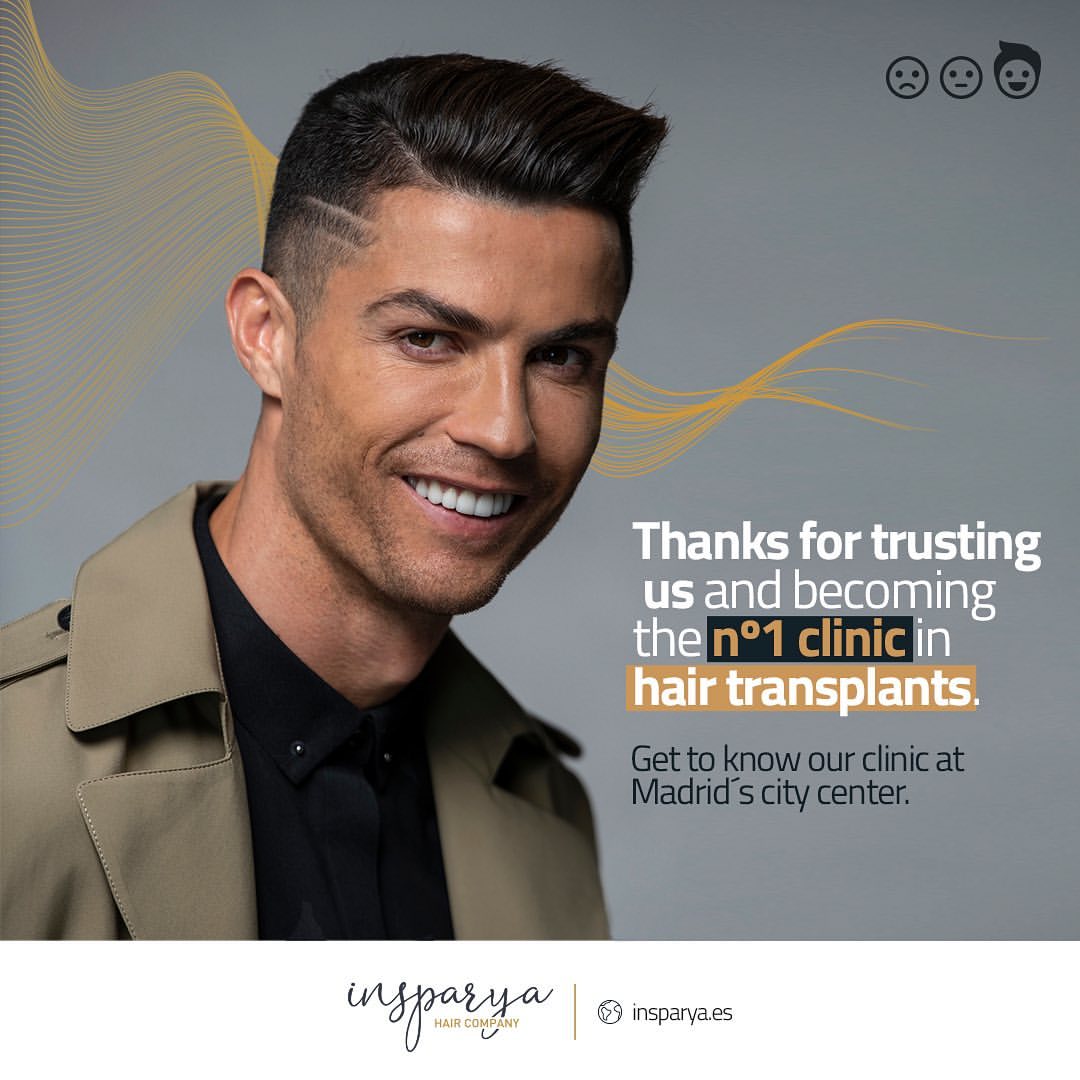 Thanks for trusting
us and becoming
the nº1 clinic in
hair transplants.
Get to know our clinic at
Madrid´s city center.
insparya
HAIR COMPANY
insparya.es